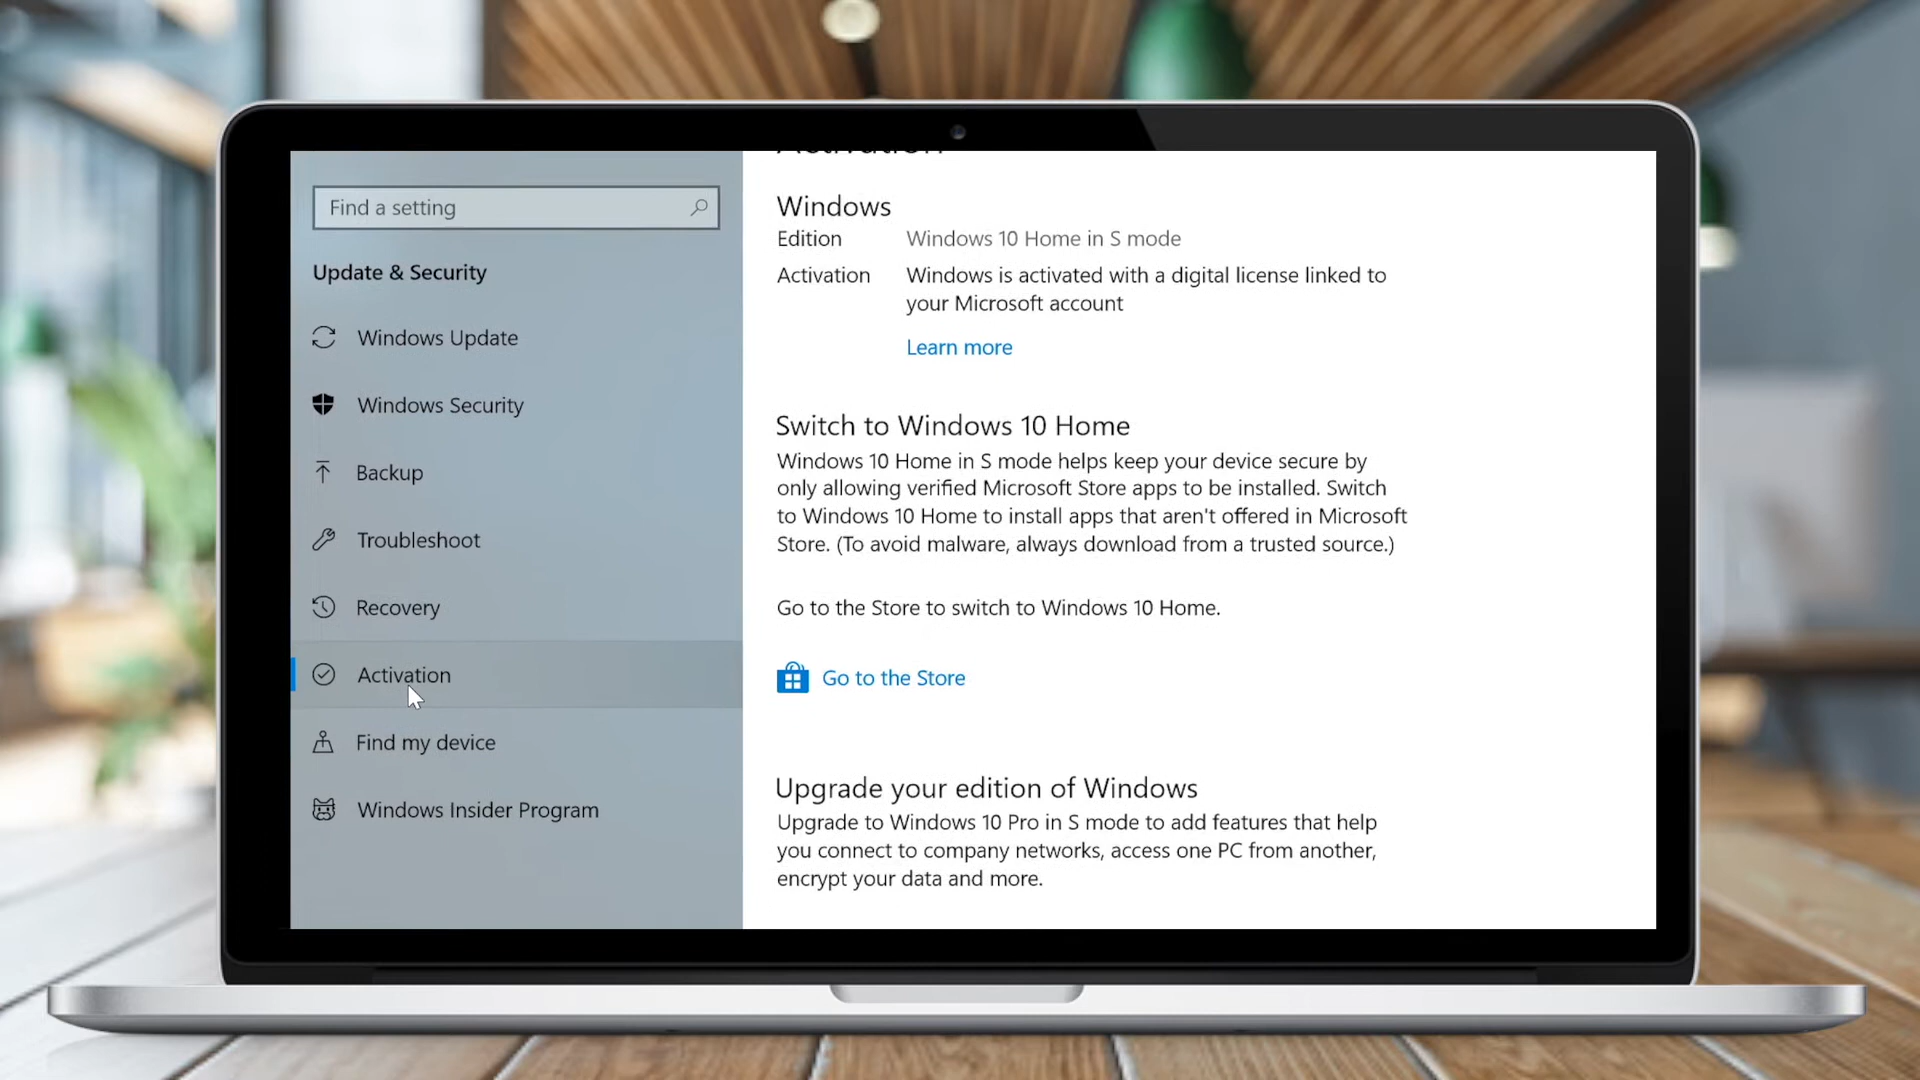 Find a setting
Update & Security
Windows Update
Windows Security
Backup
Troubleshoot
Recovery
Activation
Find my device
Windows Insider Program
Activation
Windows
Edition Windows 10 Home in S mode
Activation Windows is activated with a digital license linked to
your Microsoft account
Learn more
Switch to Windows 10 Home
Windows 10 Home in S mode helps keep your device secure by
only allowing verified Microsoft Store apps to be installed. Switch
to Windows 10 Home to install apps that aren't offered in Microsoft
Store. (To avoid malware, always download from a trusted source.)
Go to the Store to switch to Windows 10 Home.
Go to the Store
Upgrade your edition of Windows
Upgrade to Windows 10 Pro in S mode to add features that help
you connect to company networks, access one PC from another,
encrypt your data and more.